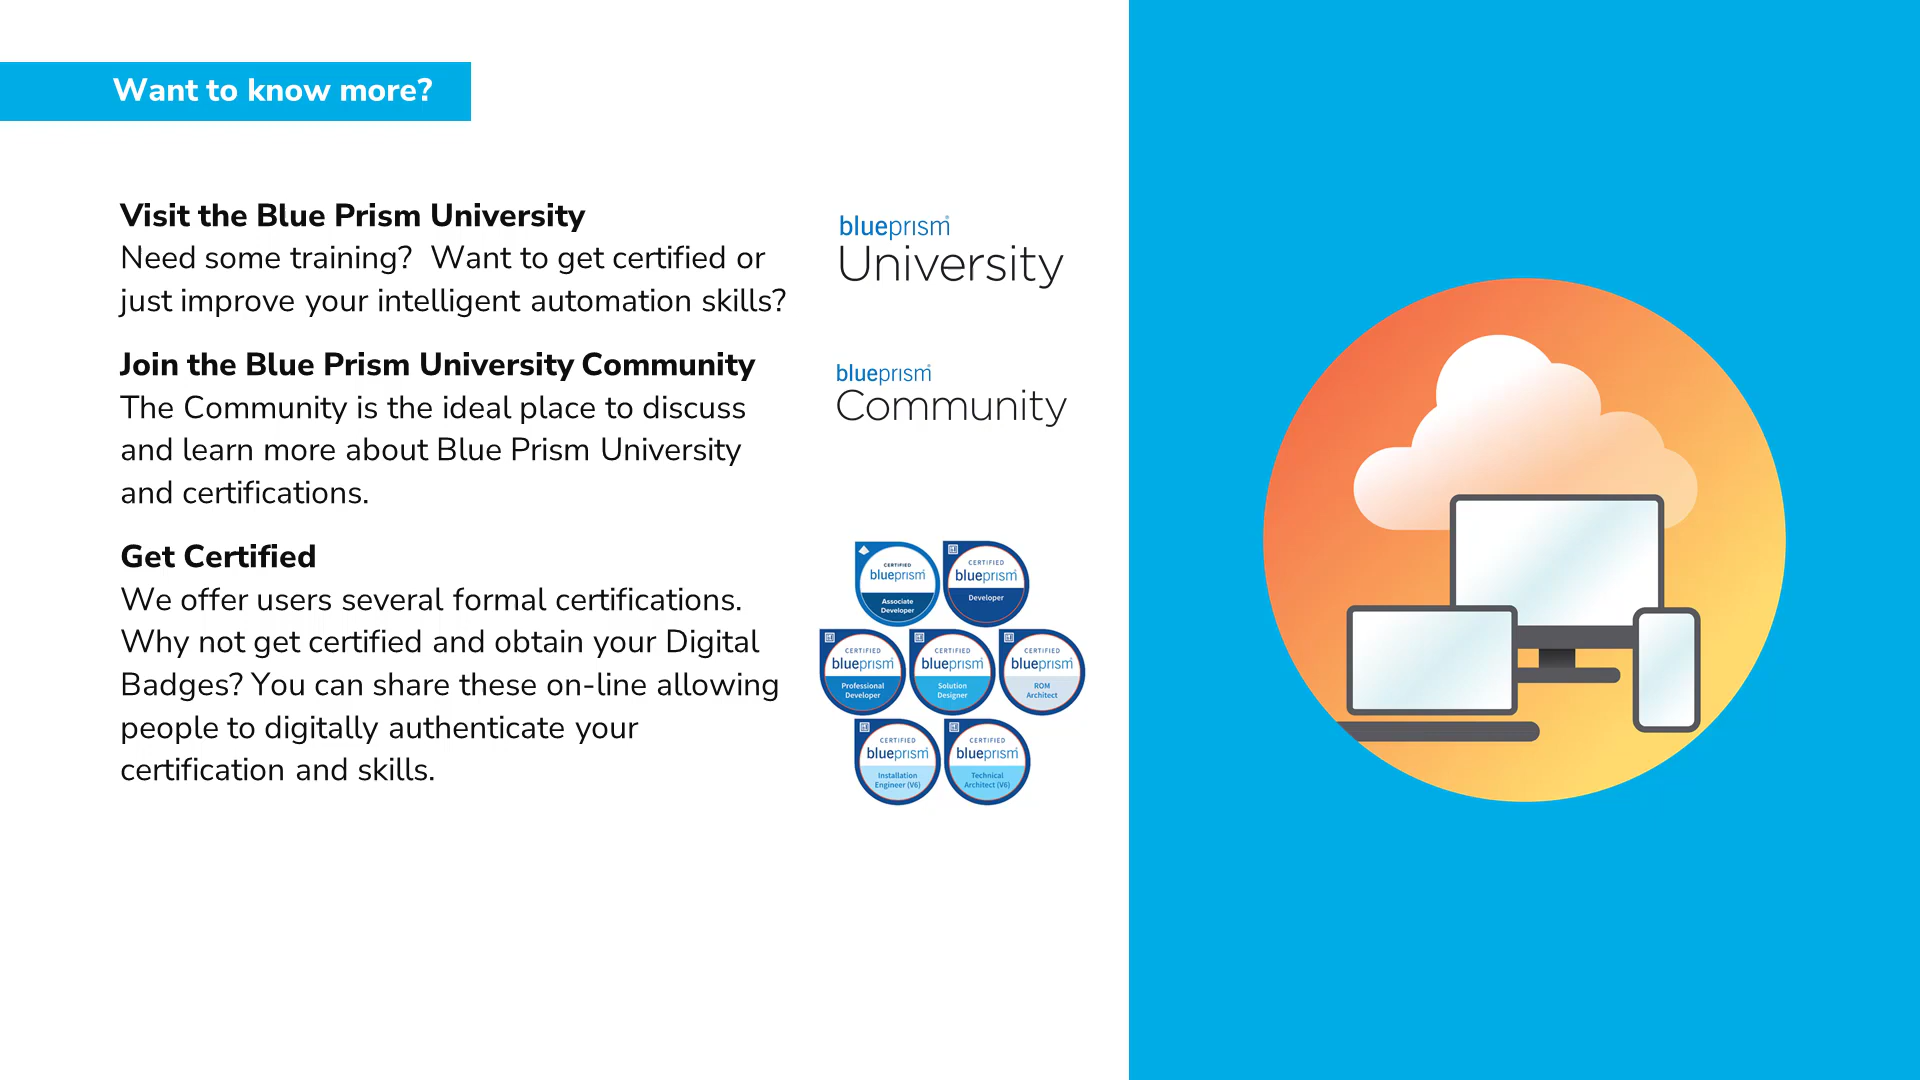 Want to know more?
Visit the Blue Prism University
Need some training?  Want to get certified or
just improve your intelligent automation skills?
blueprism
University
Join the Blue Prism University Community
The Community is the ideal place to discuss
and learn more about Blue Prism University
and certifications.
blueprism
Community
Get Certified
We offer users several formal certifications.
Why not get certified and obtain your Digital
Badges? You can share these on-line allowing
people to digitally authenticate your
certification and skills.
CERTIFIED
blueprism
Associate
Developer
CERTIFIED
blueprism
Developer
CERTIFIED
blueprism
Professional
Developer
CERTIFIED
blueprism
Solution
Designer
CERTIFIED
blueprism
ROM
Architect
CERTIFIED
blueprism
Installation
Engineer (V6)
CERTIFIED
blueprism
Technical
Architect (V6)